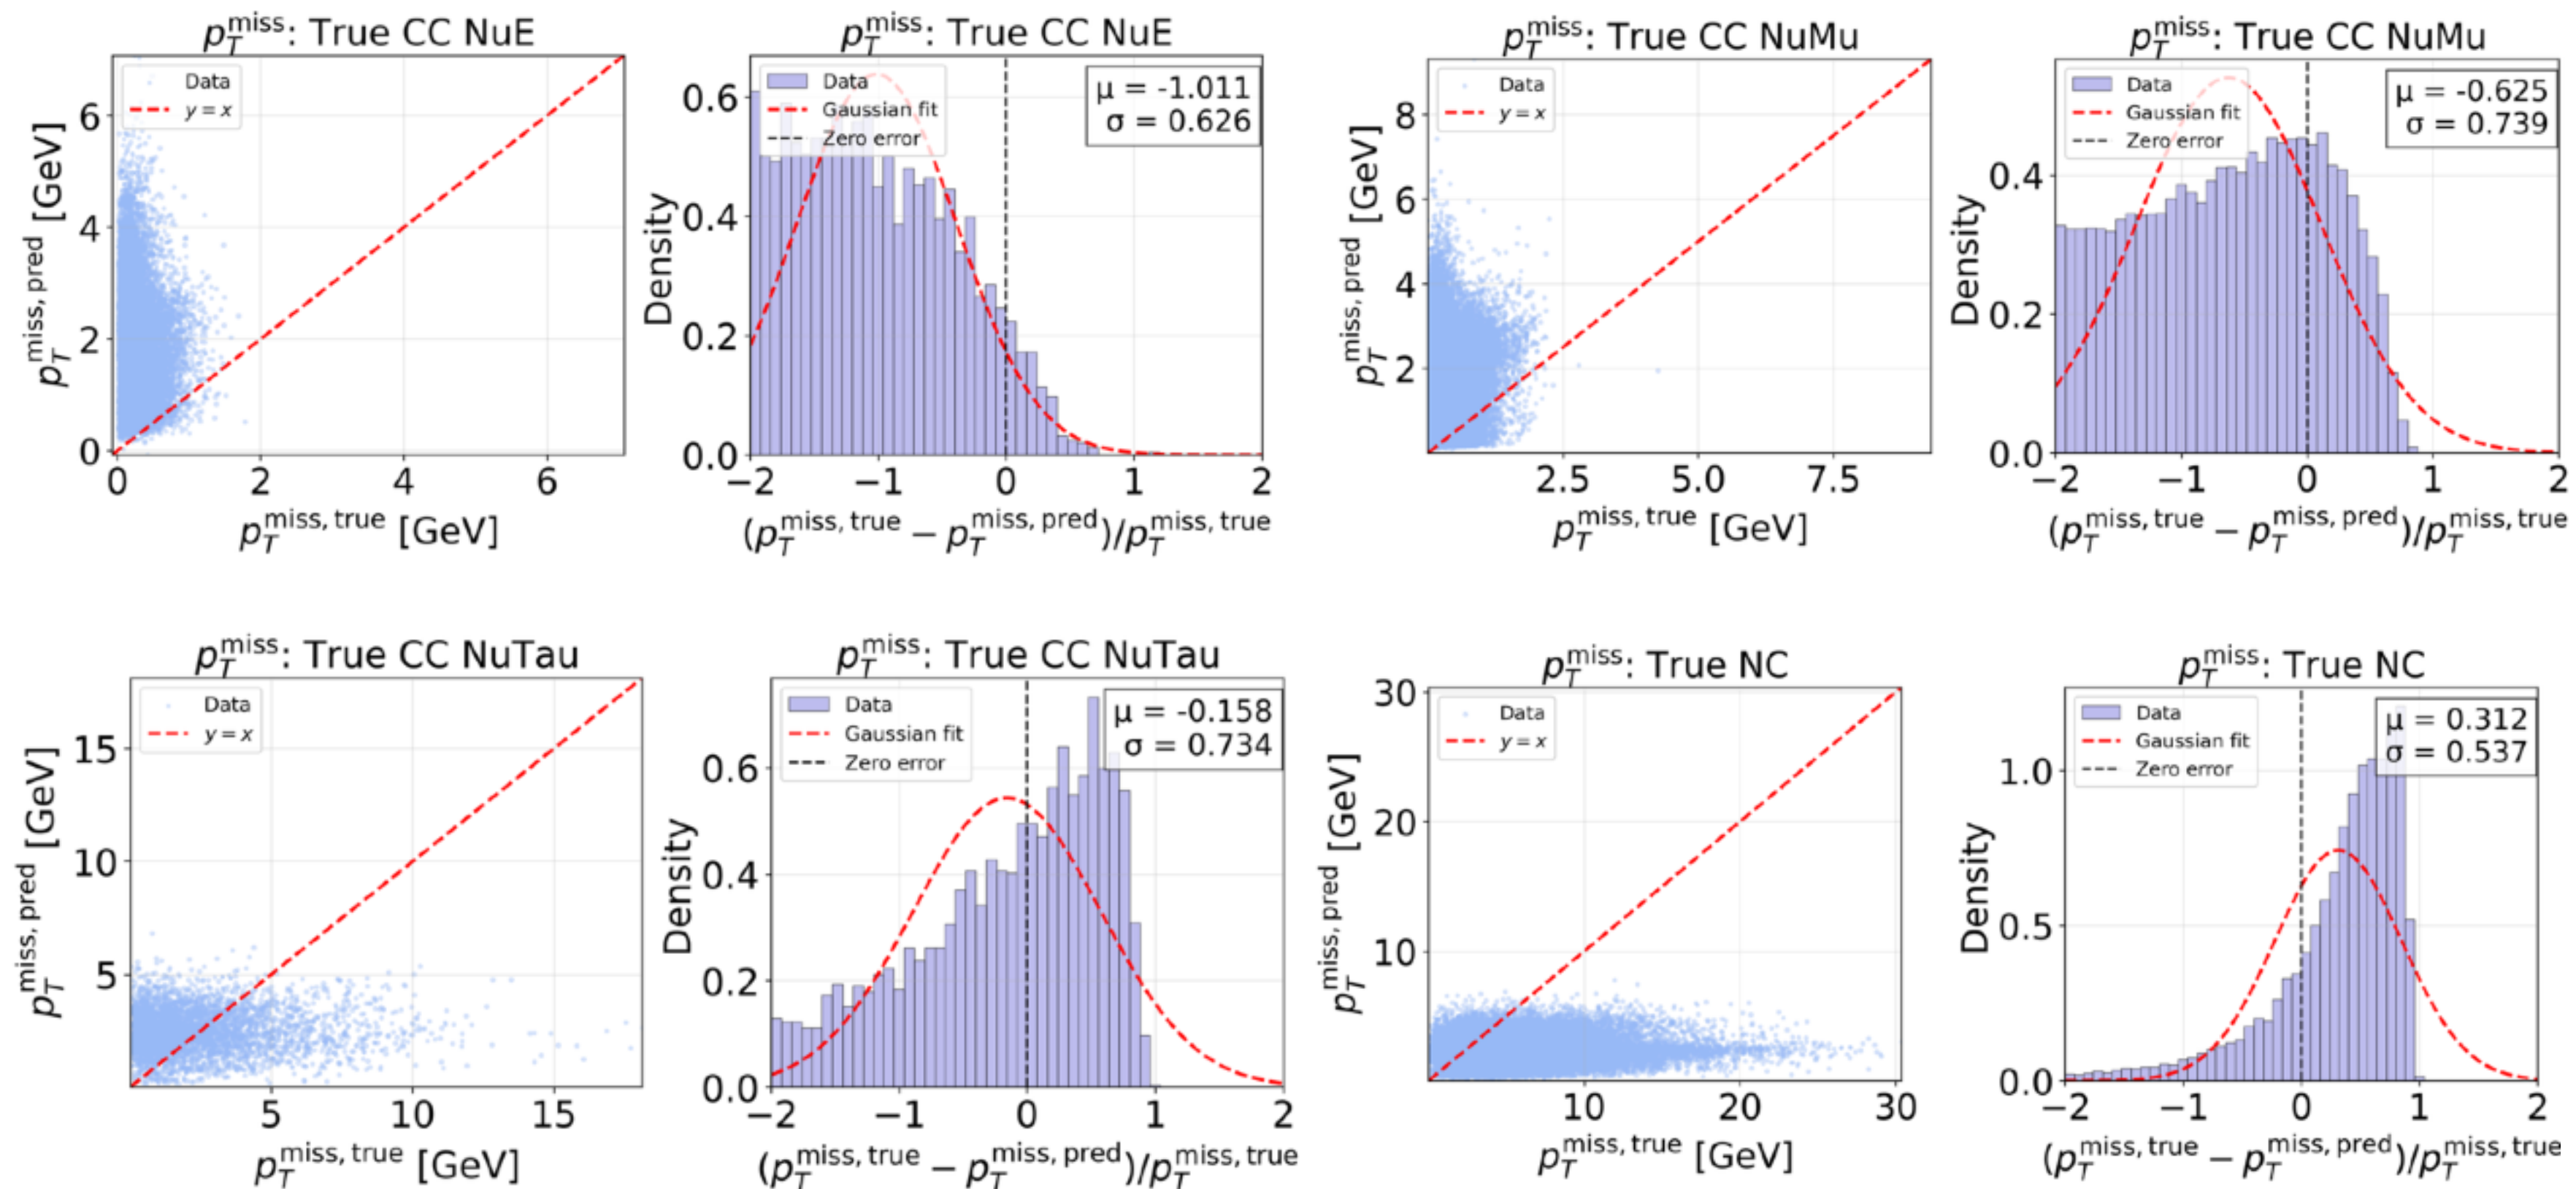 p_T^miss: True CC NuE
Data
y = x
p_T^miss, pred [GeV]
6
4
2
0
0 2 4 6
p_T^miss, true [GeV]
p_T^miss: True CC NuE
Data
Gaussian fit
Zero error
μ = -1.011
σ = 0.626
Density
0.6
0.4
0.2
0.0
−2 −1 0 1 2
(p_T^miss, true − p_T^miss, pred)/p_T^miss, true
p_T^miss: True CC NuMu
Data
y = x
p_T^miss, pred [GeV]
8
6
4
2
2.5 5.0 7.5
p_T^miss, true [GeV]
p_T^miss: True CC NuMu
Data
Gaussian fit
Zero error
μ = -0.625
σ = 0.739
Density
0.4
0.2
0.0
−2 −1 0 1 2
(p_T^miss, true − p_T^miss, pred)/p_T^miss, true
p_T^miss: True CC NuTau
Data
y = x
p_T^miss, pred [GeV]
15
10
5
5 10 15
p_T^miss, true [GeV]
p_T^miss: True CC NuTau
Data
Gaussian fit
Zero error
μ = -0.158
σ = 0.734
Density
0.6
0.4
0.2
0.0
−2 −1 0 1 2
(p_T^miss, true − p_T^miss, pred)/p_T^miss, true
p_T^miss: True NC
Data
y = x
p_T^miss, pred [GeV]
30
20
10
10 20 30
p_T^miss, true [GeV]
p_T^miss: True NC
Data
Gaussian fit
Zero error
μ = 0.312
σ = 0.537
Density
1.0
0.5
0.0
−2 −1 0 1 2
(p_T^miss, true − p_T^miss, pred)/p_T^miss, true